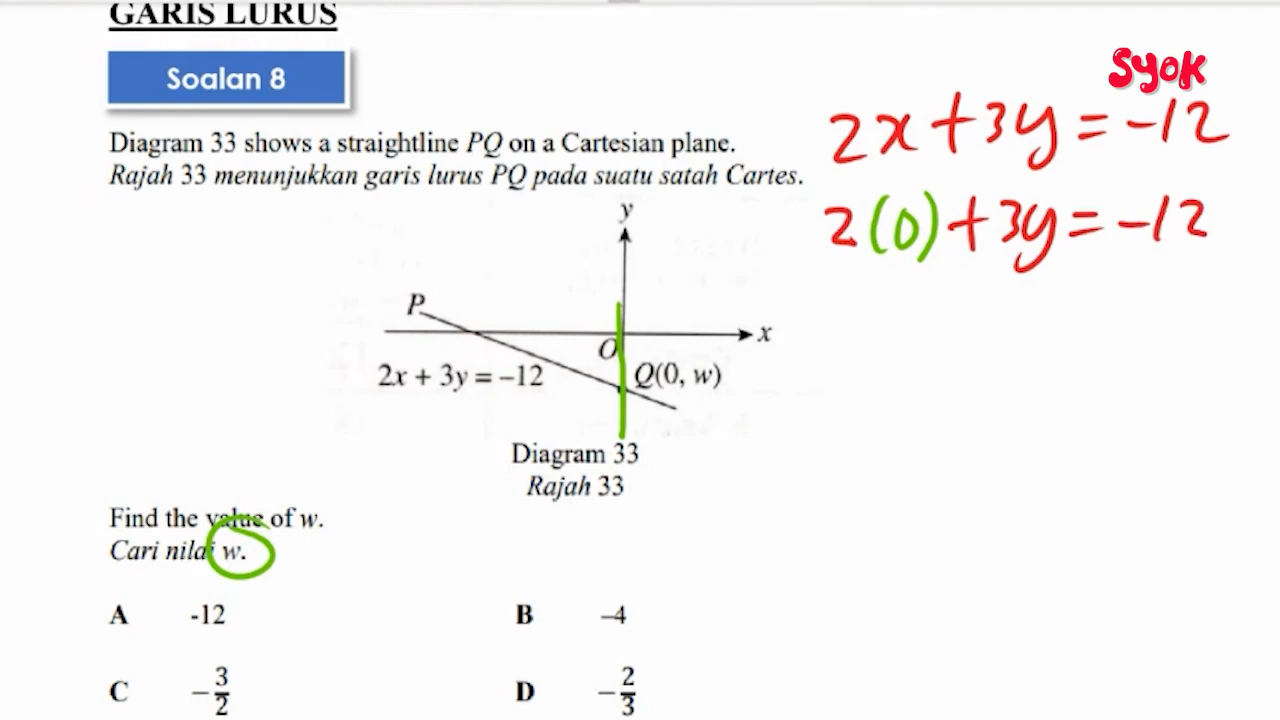 GARIS LURUS
Soalan 8
Syok
Diagram 33 shows a straightline PQ on a Cartesian plane.
Rajah 33 menunjukkan garis lurus PQ pada suatu satah Cartes.
2x + 3y = -12
2(0) + 3y = -12
y
P
x
O
2x + 3y = –12
Q(0, w)
Diagram 33
Rajah 33
Find the value of w.
Cari nilai w.
A -12
B –4
C −3/2
D −2/3